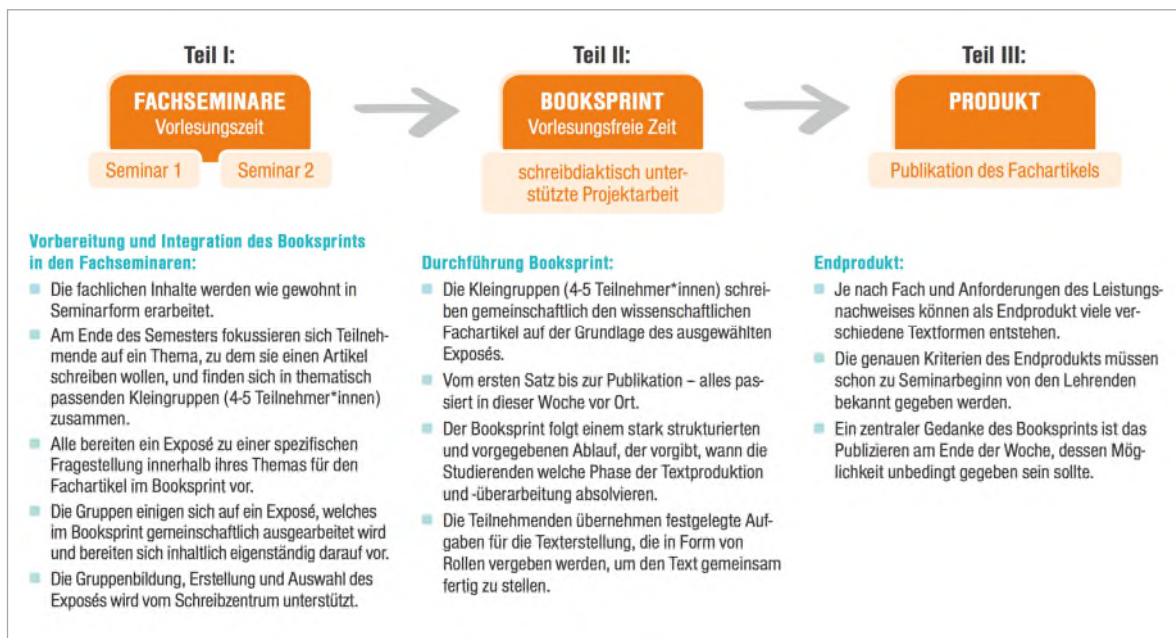 Teil I:
FACHSEMINARE
Vorlesungszeit
Seminar 1
Seminar 2
Vorbereitung und Integration des Booksprints
in den Fachseminaren:
Die fachlichen Inhalte werden wie gewohnt in
Seminarform erarbeitet.
Am Ende des Semesters fokussieren sich Teilneh-
mende auf ein Thema, zu dem sie einen Artikel
schreiben wollen, und finden sich in thematisch
passenden Kleingruppen (4-5 Teilnehmer*innen)
zusammen.
Alle bereiten ein Exposé zu einer spezifischen
Fragestellung innerhalb ihres Themas für den
Fachartikel im Booksprint vor.
Die Gruppen einigen sich auf ein Exposé, welches
im Booksprint gemeinschaftlich ausgearbeitet wird
und bereiten sich inhaltlich eigenständig darauf vor.
Die Gruppenbildung, Erstellung und Auswahl des
Exposés wird vom Schreibzentrum unterstützt.
Teil II:
BOOKSPRINT
Vorlesungsfreie Zeit
schreibdiaktisch unter-
stützte Projektarbeit
Durchführung Booksprint:
Die Kleingruppen (4-5 Teilnehmer*innen) schrei-
ben gemeinschaftlich den wissenschaftlichen
Fachartikel auf der Grundlage des ausgewählten
Exposés.
Vom ersten Satz bis zur Publikation – alles pas-
siert in dieser Woche vor Ort.
Der Booksprint folgt einem stark strukturierten
und vorgegebenen Ablauf, der vorgibt, wann die
Studierenden welche Phase der Textproduktion
und -überarbeitung absolvieren.
Die Teilnehmenden übernehmen festgelegte Auf-
gaben für die Texterstellung, die in Form von
Rollen vergeben werden, um den Text gemeinsam
fertig zu stellen.
Teil III:
PRODUKT
Publikation des Fachartikels
Endprodukt:
Je nach Fach und Anforderungen des Leistungs-
nachweises können als Endprodukt viele ver-
schiedene Textformen entstehen.
Die genauen Kriterien des Endprodukts müssen
schon zu Seminarbeginn von den Lehrenden
bekannt gegeben werden.
Ein zentraler Gedanke des Booksprints ist das
Publizieren am Ende der Woche, dessen Mög-
lichkeit unbedingt gegeben sein sollte.